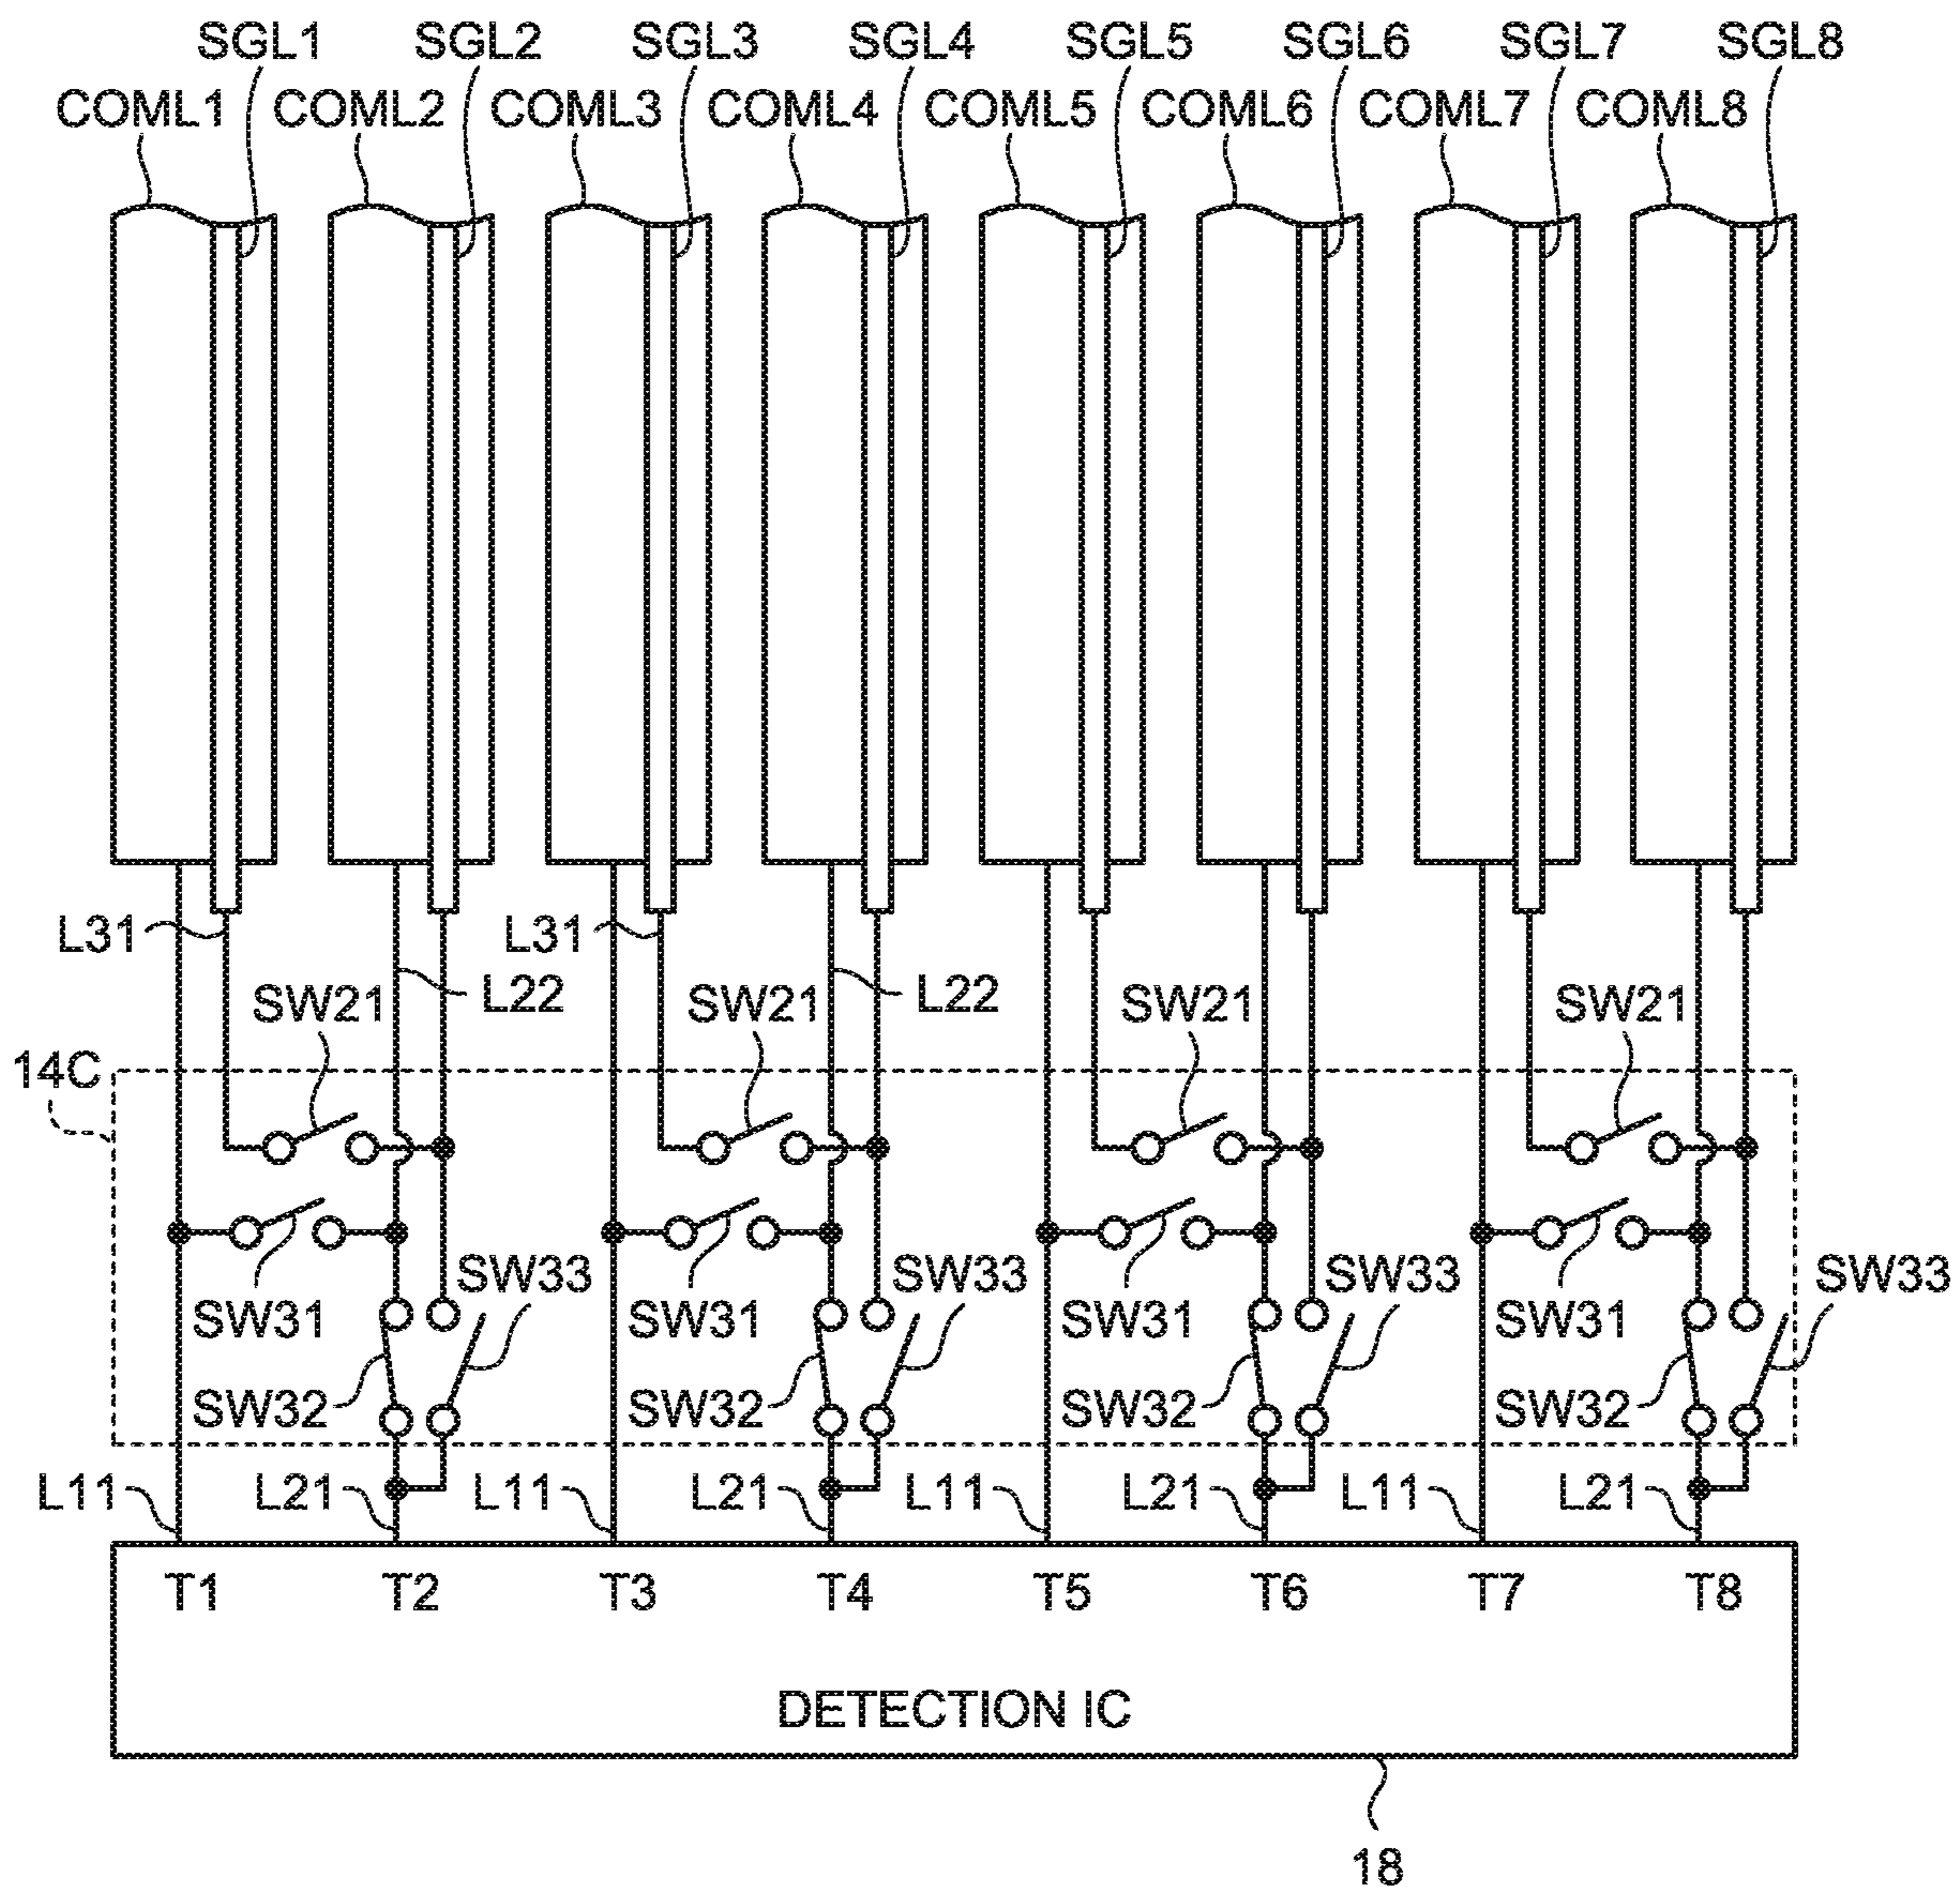 SGL1 SGL2 SGL3 SGL4 SGL5 SGL6 SGL7 SGL8
COML1 COML2 COML3 COML4 COML5 COML6 COML7 COML8
L31 L31
L22 L22
SW21 SW21 SW21 SW21
14C
SW33 SW33 SW33 SW33
SW31 SW31 SW31 SW31
SW32 SW32 SW32 SW32
L11 L21 L11 L21 L11 L21 L11 L21
T1 T2 T3 T4 T5 T6 T7 T8
DETECTION IC
18